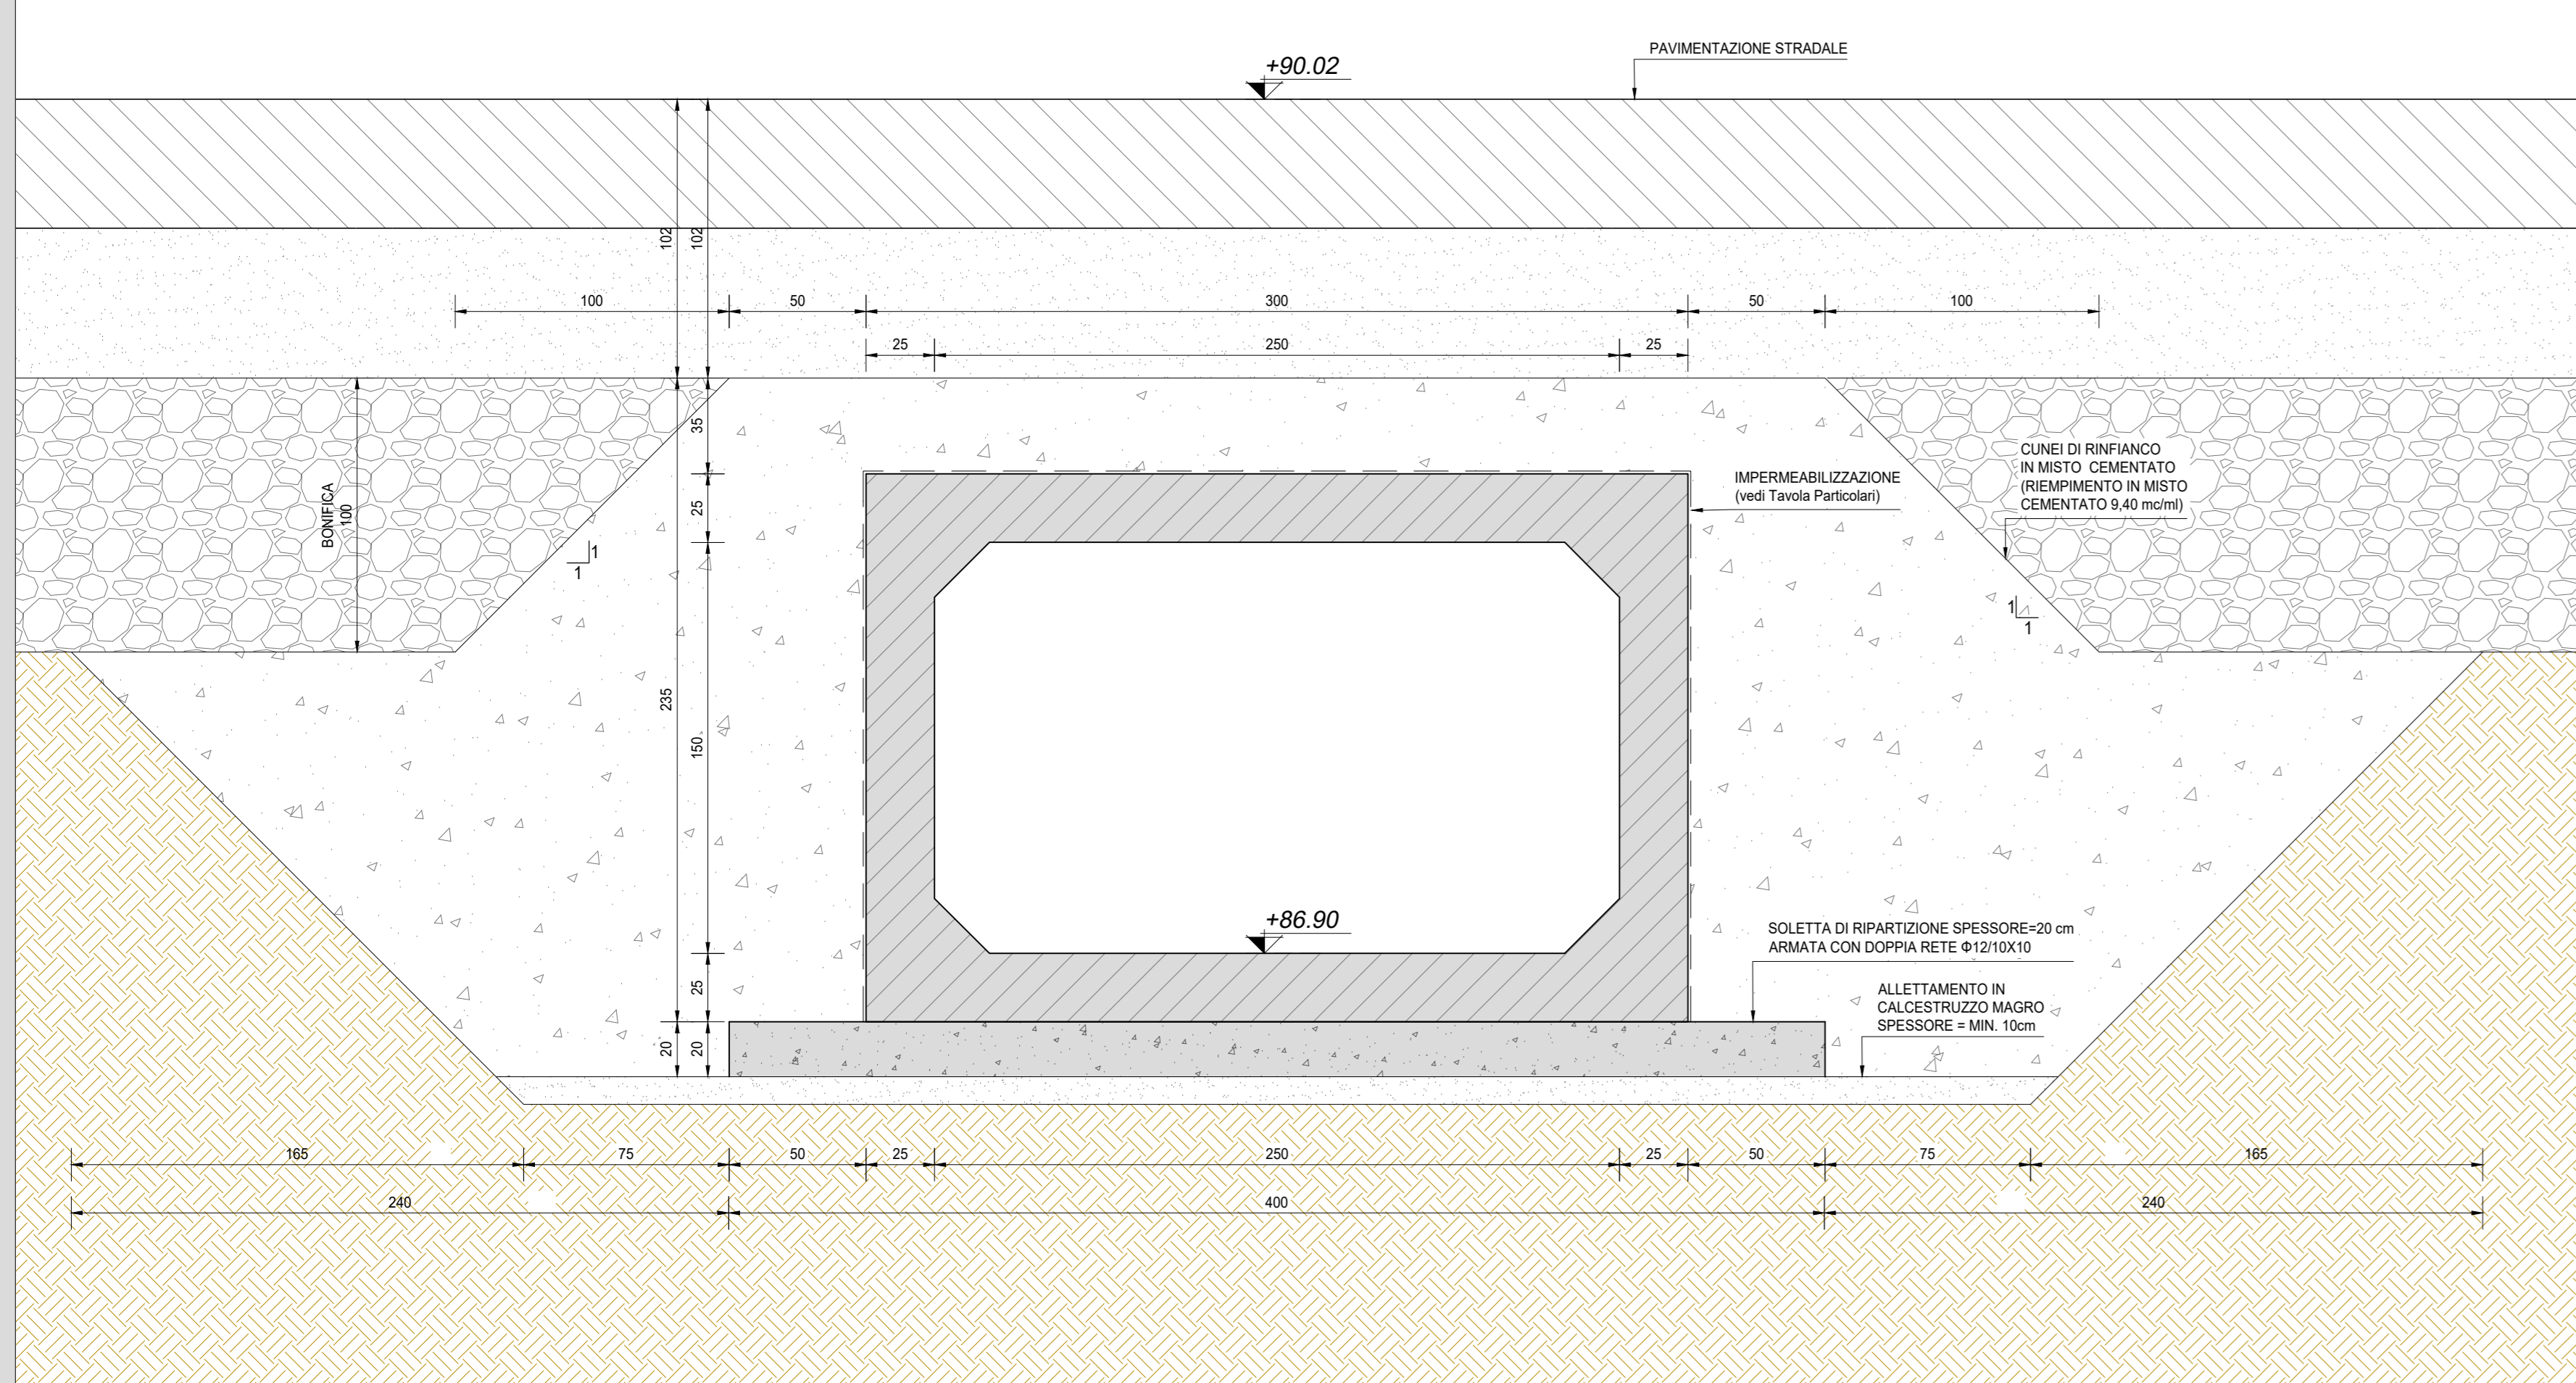 PAVIMENTAZIONE STRADALE
+90.02
102
102
100
50
300
50
100
25
250
25
35
CUNEI DI RINFIANCO
IN MISTO CEMENTATO
(RIEMPIMENTO IN MISTO
CEMENTATO 9,40 mc/ml)
IMPERMEABILIZZAZIONE
(vedi Tavola Particolari)
BONIFICA
100
25
1
1
1
1
235
150
+86.90
SOLETTA DI RIPARTIZIONE SPESSORE=20 cm
ARMATA CON DOPPIA RETE Φ12/10X10
25
ALLETTAMENTO IN
CALCESTRUZZO MAGRO
SPESSORE = MIN. 10cm
20
20
165
75
50
25
250
25
50
75
165
240
400
240